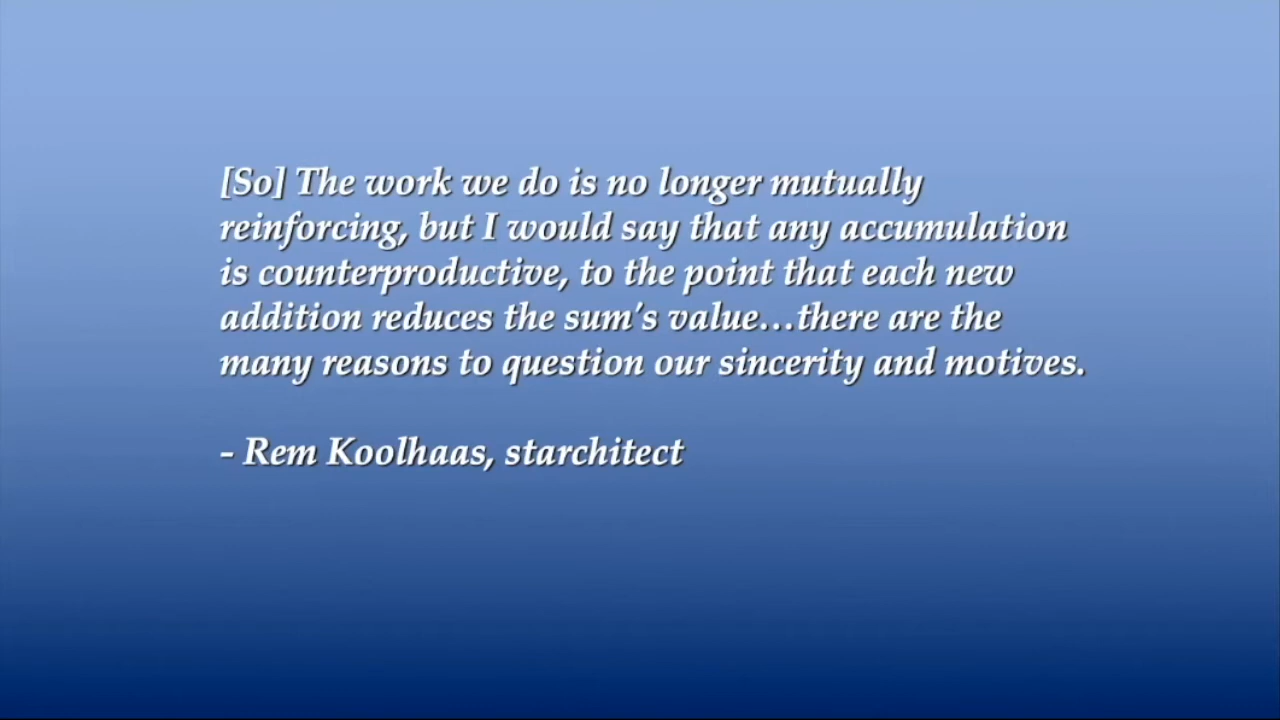 [So] The work we do is no longer mutually
reinforcing, but I would say that any accumulation
is counterproductive, to the point that each new
addition reduces the sum's value...there are the
many reasons to question our sincerity and motives.
- Rem Koolhaas, starchitect